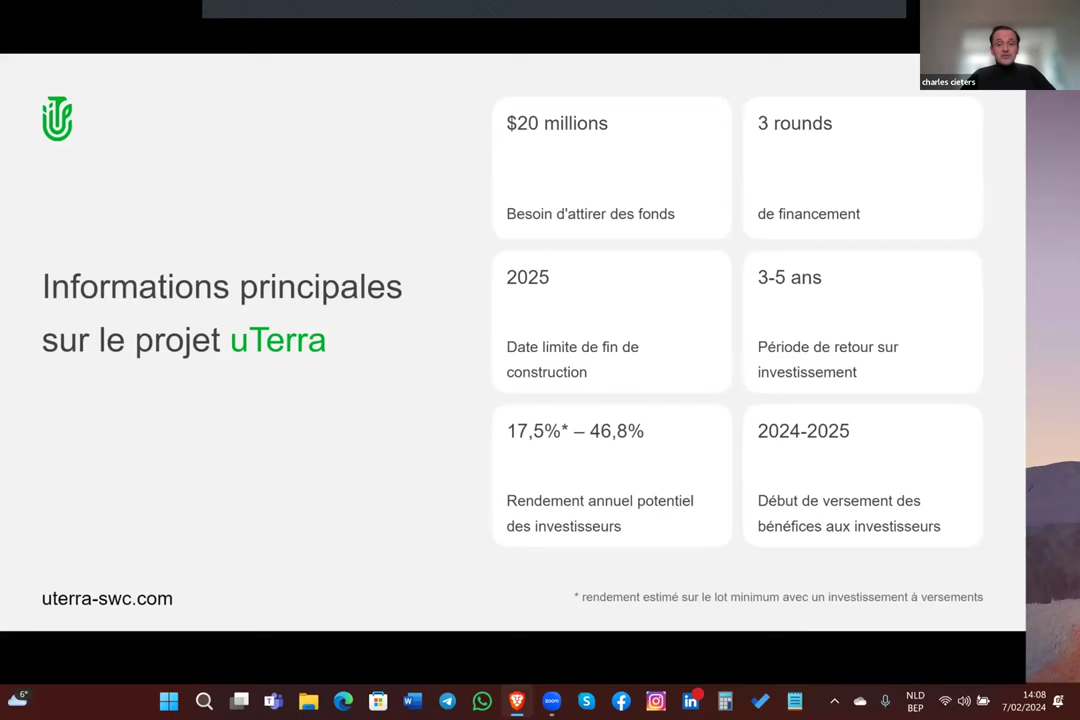 charles cieters
Informations principales
sur le projet uTerra
$20 millions
Besoin d'attirer des fonds
3 rounds
de financement
2025
Date limite de fin de
construction
3-5 ans
Période de retour sur
investissement
17,5%* – 46,8%
Rendement annuel potentiel
des investisseurs
2024-2025
Début de versement des
bénéfices aux investisseurs
uterra-swc.com
* rendement estimé sur le lot minimum avec un investissement à versements
6°
NLD
BEP
14:08
7/02/2024